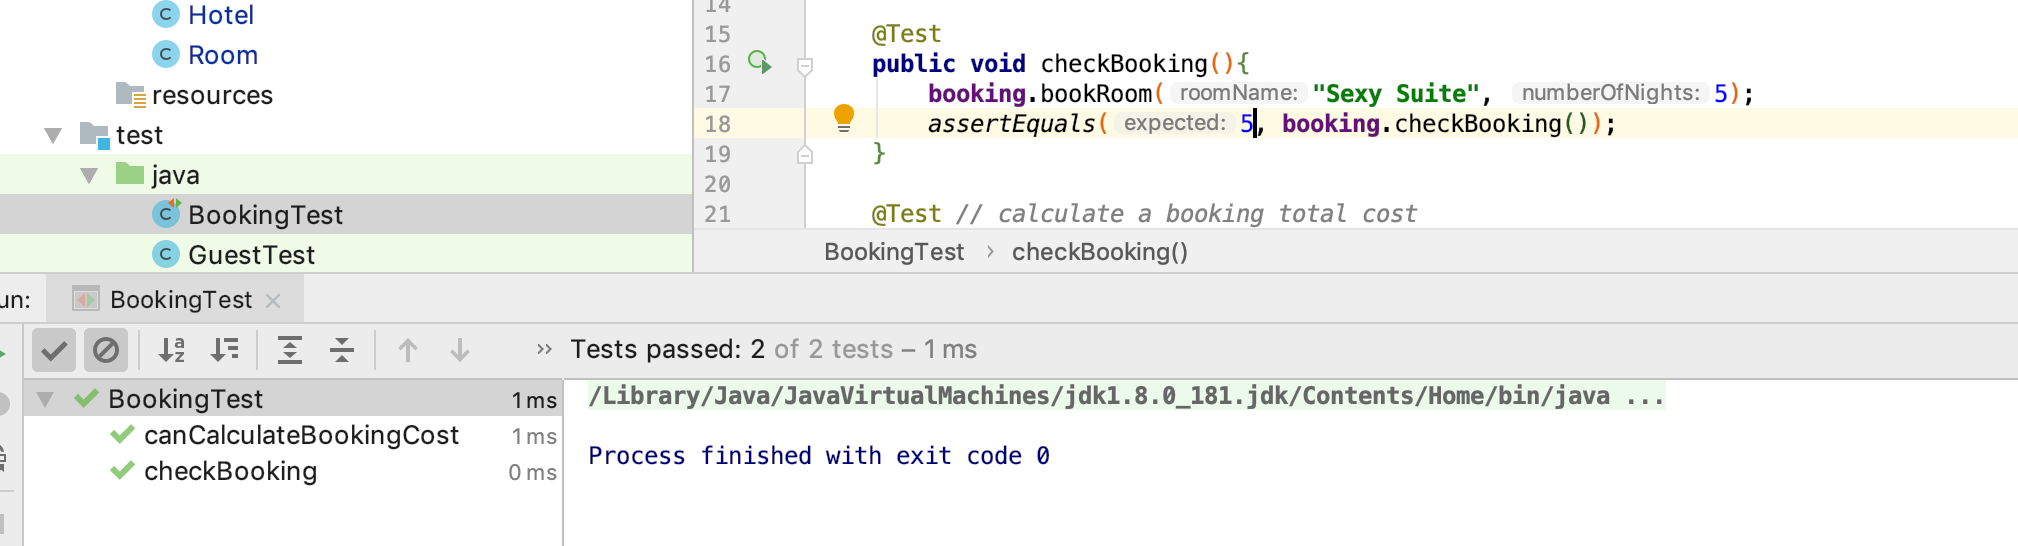 Hotel
Room
resources
test
java
BookingTest
GuestTest
14
15 @Test
16 public void checkBooking(){
17 booking.bookRoom( roomName: "Sexy Suite", numberOfNights: 5);
18 assertEquals( expected: 5, booking.checkBooking());
19 }
20
21 @Test // calculate a booking total cost
BookingTest › checkBooking()
un: BookingTest ×
Tests passed: 2 of 2 tests – 1 ms
BookingTest 1 ms
canCalculateBookingCost 1 ms
checkBooking 0 ms
/Library/Java/JavaVirtualMachines/jdk1.8.0_181.jdk/Contents/Home/bin/java ...
Process finished with exit code 0